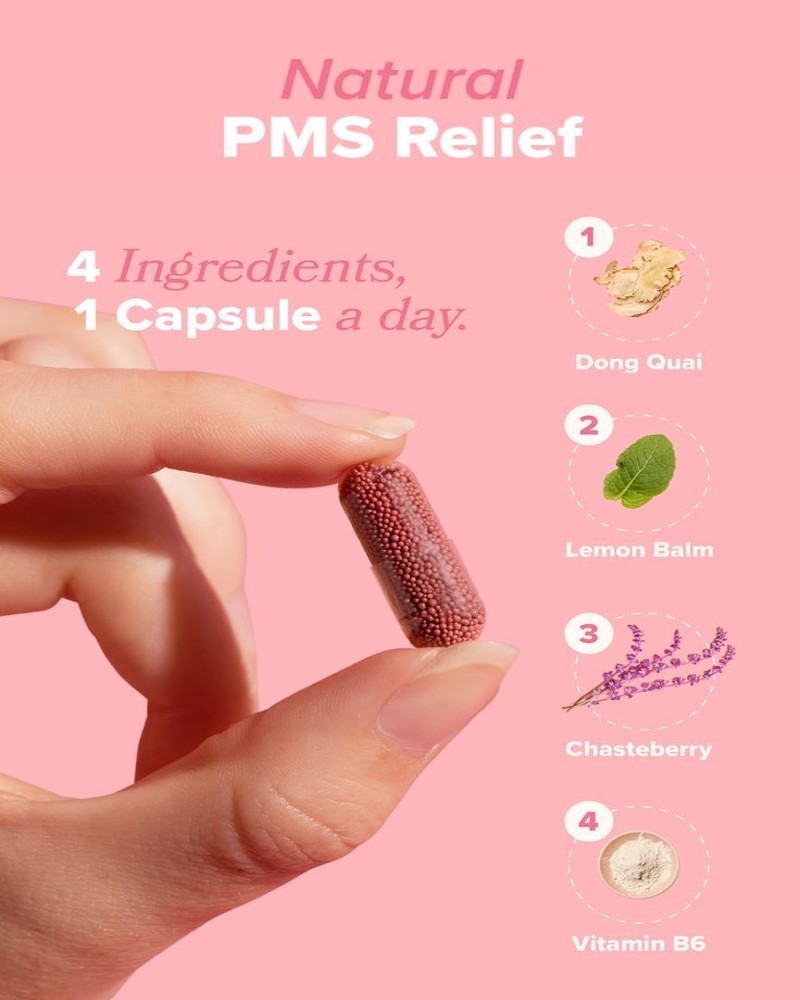 Natural
PMS Relief
4 Ingredients,
1 Capsule a day.
1
Dong Quai
2
Lemon Balm
3
Chasteberry
4
Vitamin B6